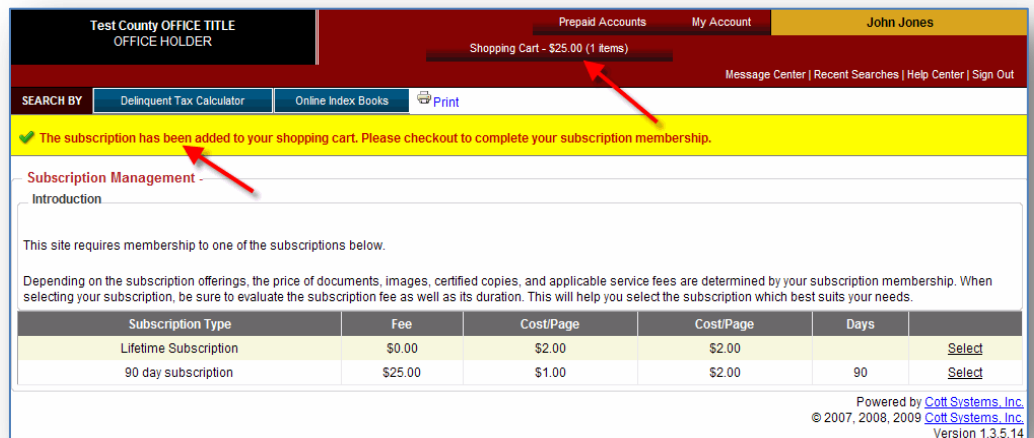 Test County OFFICE TITLE
OFFICE HOLDER
Prepaid Accounts My Account John Jones
Shopping Cart - $25.00 (1 items)
Message Center | Recent Searches | Help Center | Sign Out
SEARCH BY Delinquent Tax Calculator Online Index Books Print
The subscription has been added to your shopping cart. Please checkout to complete your subscription membership.
Subscription Management -
Introduction
This site requires membership to one of the subscriptions below.
Depending on the subscription offerings, the price of documents, images, certified copies, and applicable service fees are determined by your subscription membership. When
selecting your subscription, be sure to evaluate the subscription fee as well as its duration. This will help you select the subscription which best suits your needs.
Subscription Type Fee Cost/Page Cost/Page Days
Lifetime Subscription $0.00 $2.00 $2.00 Select
90 day subscription $25.00 $1.00 $2.00 90 Select
Powered by Cott Systems, Inc.
© 2007, 2008, 2009 Cott Systems, Inc.
Version 1.3.5.14